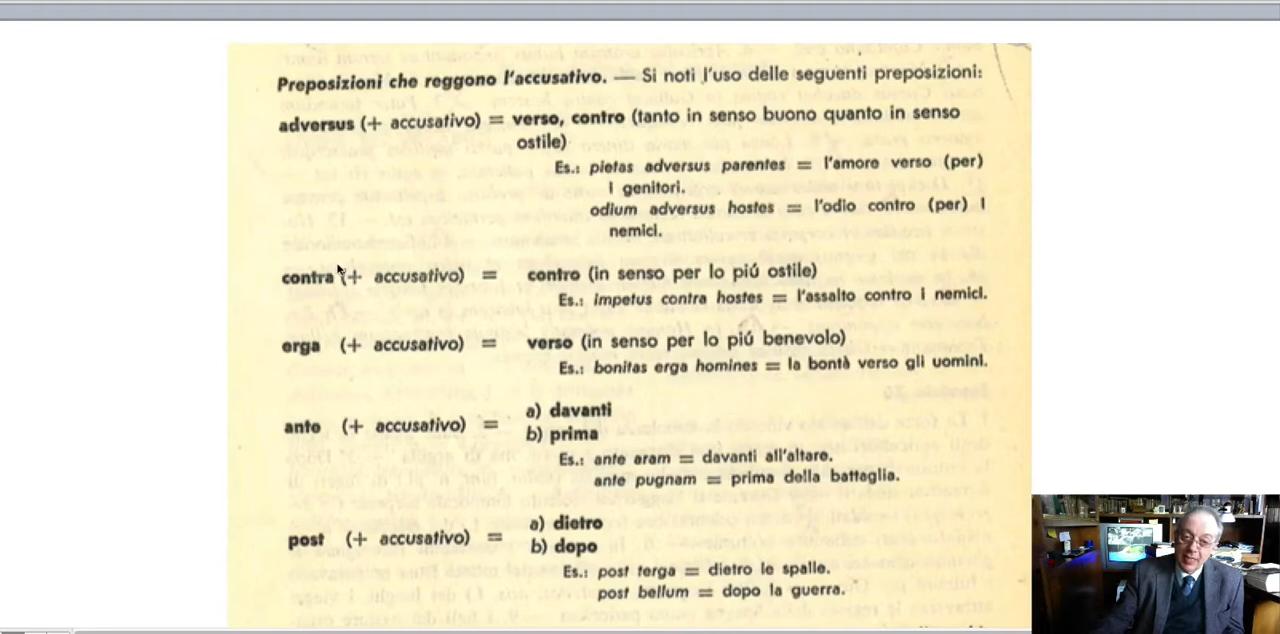 Preposizioni che reggono l'accusativo. — Si noti l'uso delle seguenti preposizioni:
adversus (+ accusativo) = verso, contro (tanto in senso buono quanto in senso
ostile)
Es.: pietas adversus parentes = l'amore verso (per)
i genitori.
odium adversus hostes = l'odio contro (per) i
nemici.
contra (+ accusativo) = contro (in senso per lo piú ostile)
Es.: impetus contra hostes = l'assalto contro i nemici.
erga (+ accusativo) = verso (in senso per lo piú benevolo)
Es.: bonitas erga homines = la bontà verso gli uomini.
ante (+ accusativo) = a) davanti
b) prima
Es.: ante aram = davanti all'altare.
ante pugnam = prima della battaglia.
post (+ accusativo) = a) dietro
b) dopo
Es.: post terga = dietro le spalle.
post bellum = dopo la guerra.